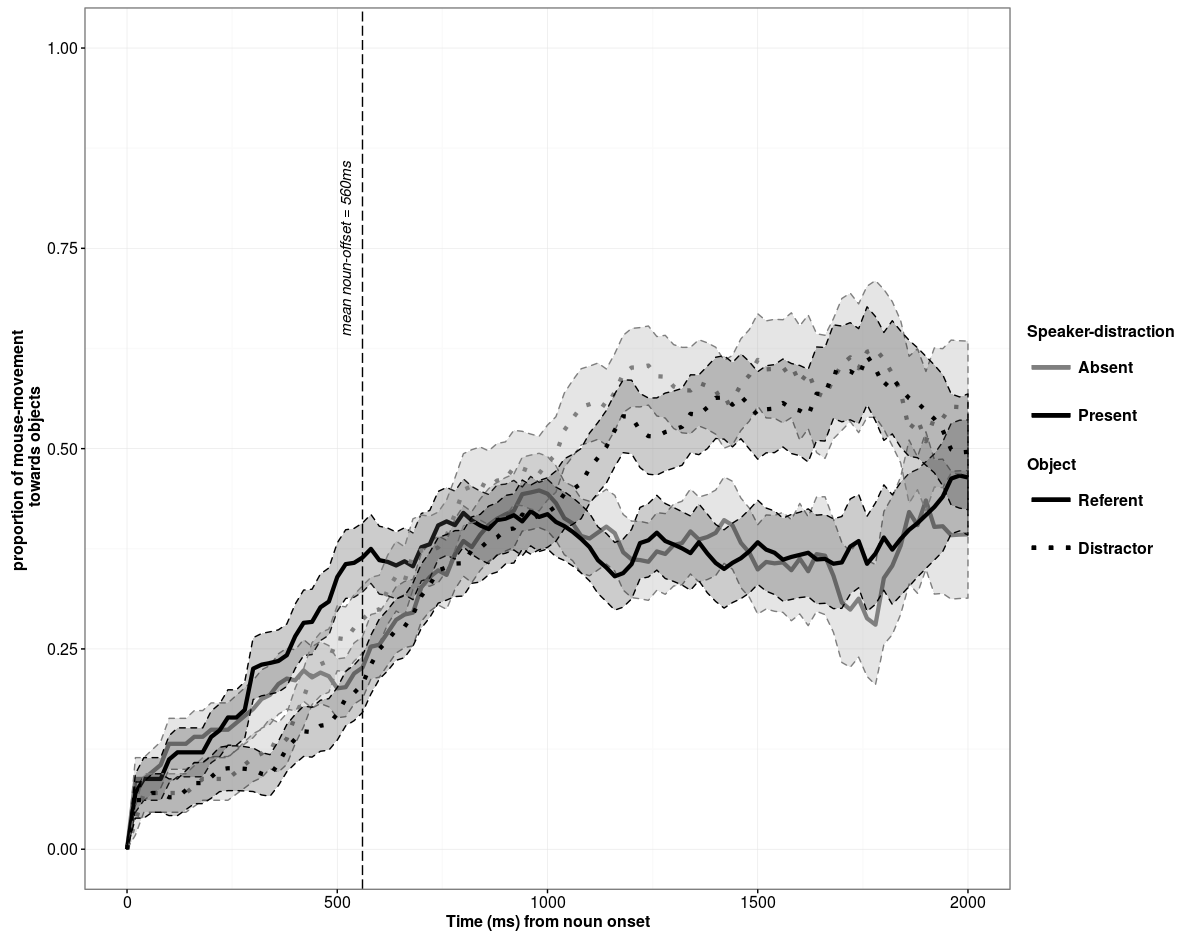 1.00
0.75
0.50
0.25
0.00
proportion of mouse-movement
towards objects
mean noun-offset = 560ms
0
500
1000
1500
2000
Time (ms) from noun onset
Speaker-distraction
Absent
Present
Object
Referent
Distractor